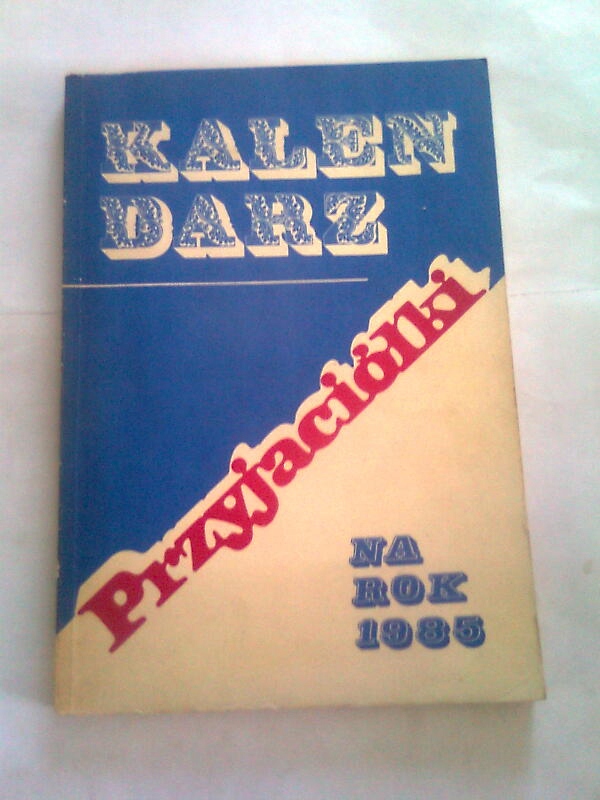 KALEN
DARZ
Przyjaciółki
NA
ROK
1985